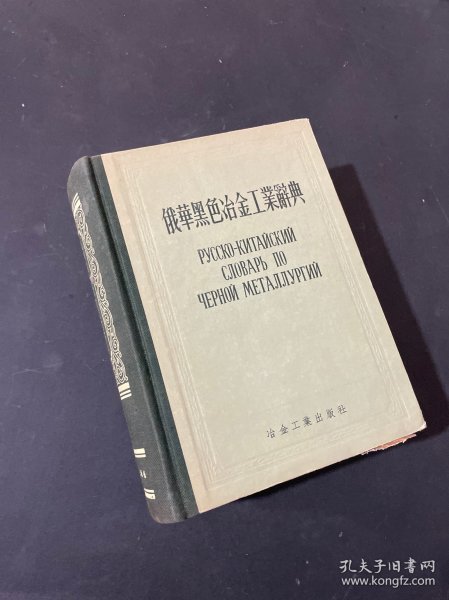 俄華黑色冶金工業辭典
РУССКО-КИТАЙСКИЙ
СЛОВАРЬ ПО
ЧЕРНОЙ МЕТАЛЛУРГИЙ
冶金工業出版社
孔夫子旧书网
www.kongfz.com